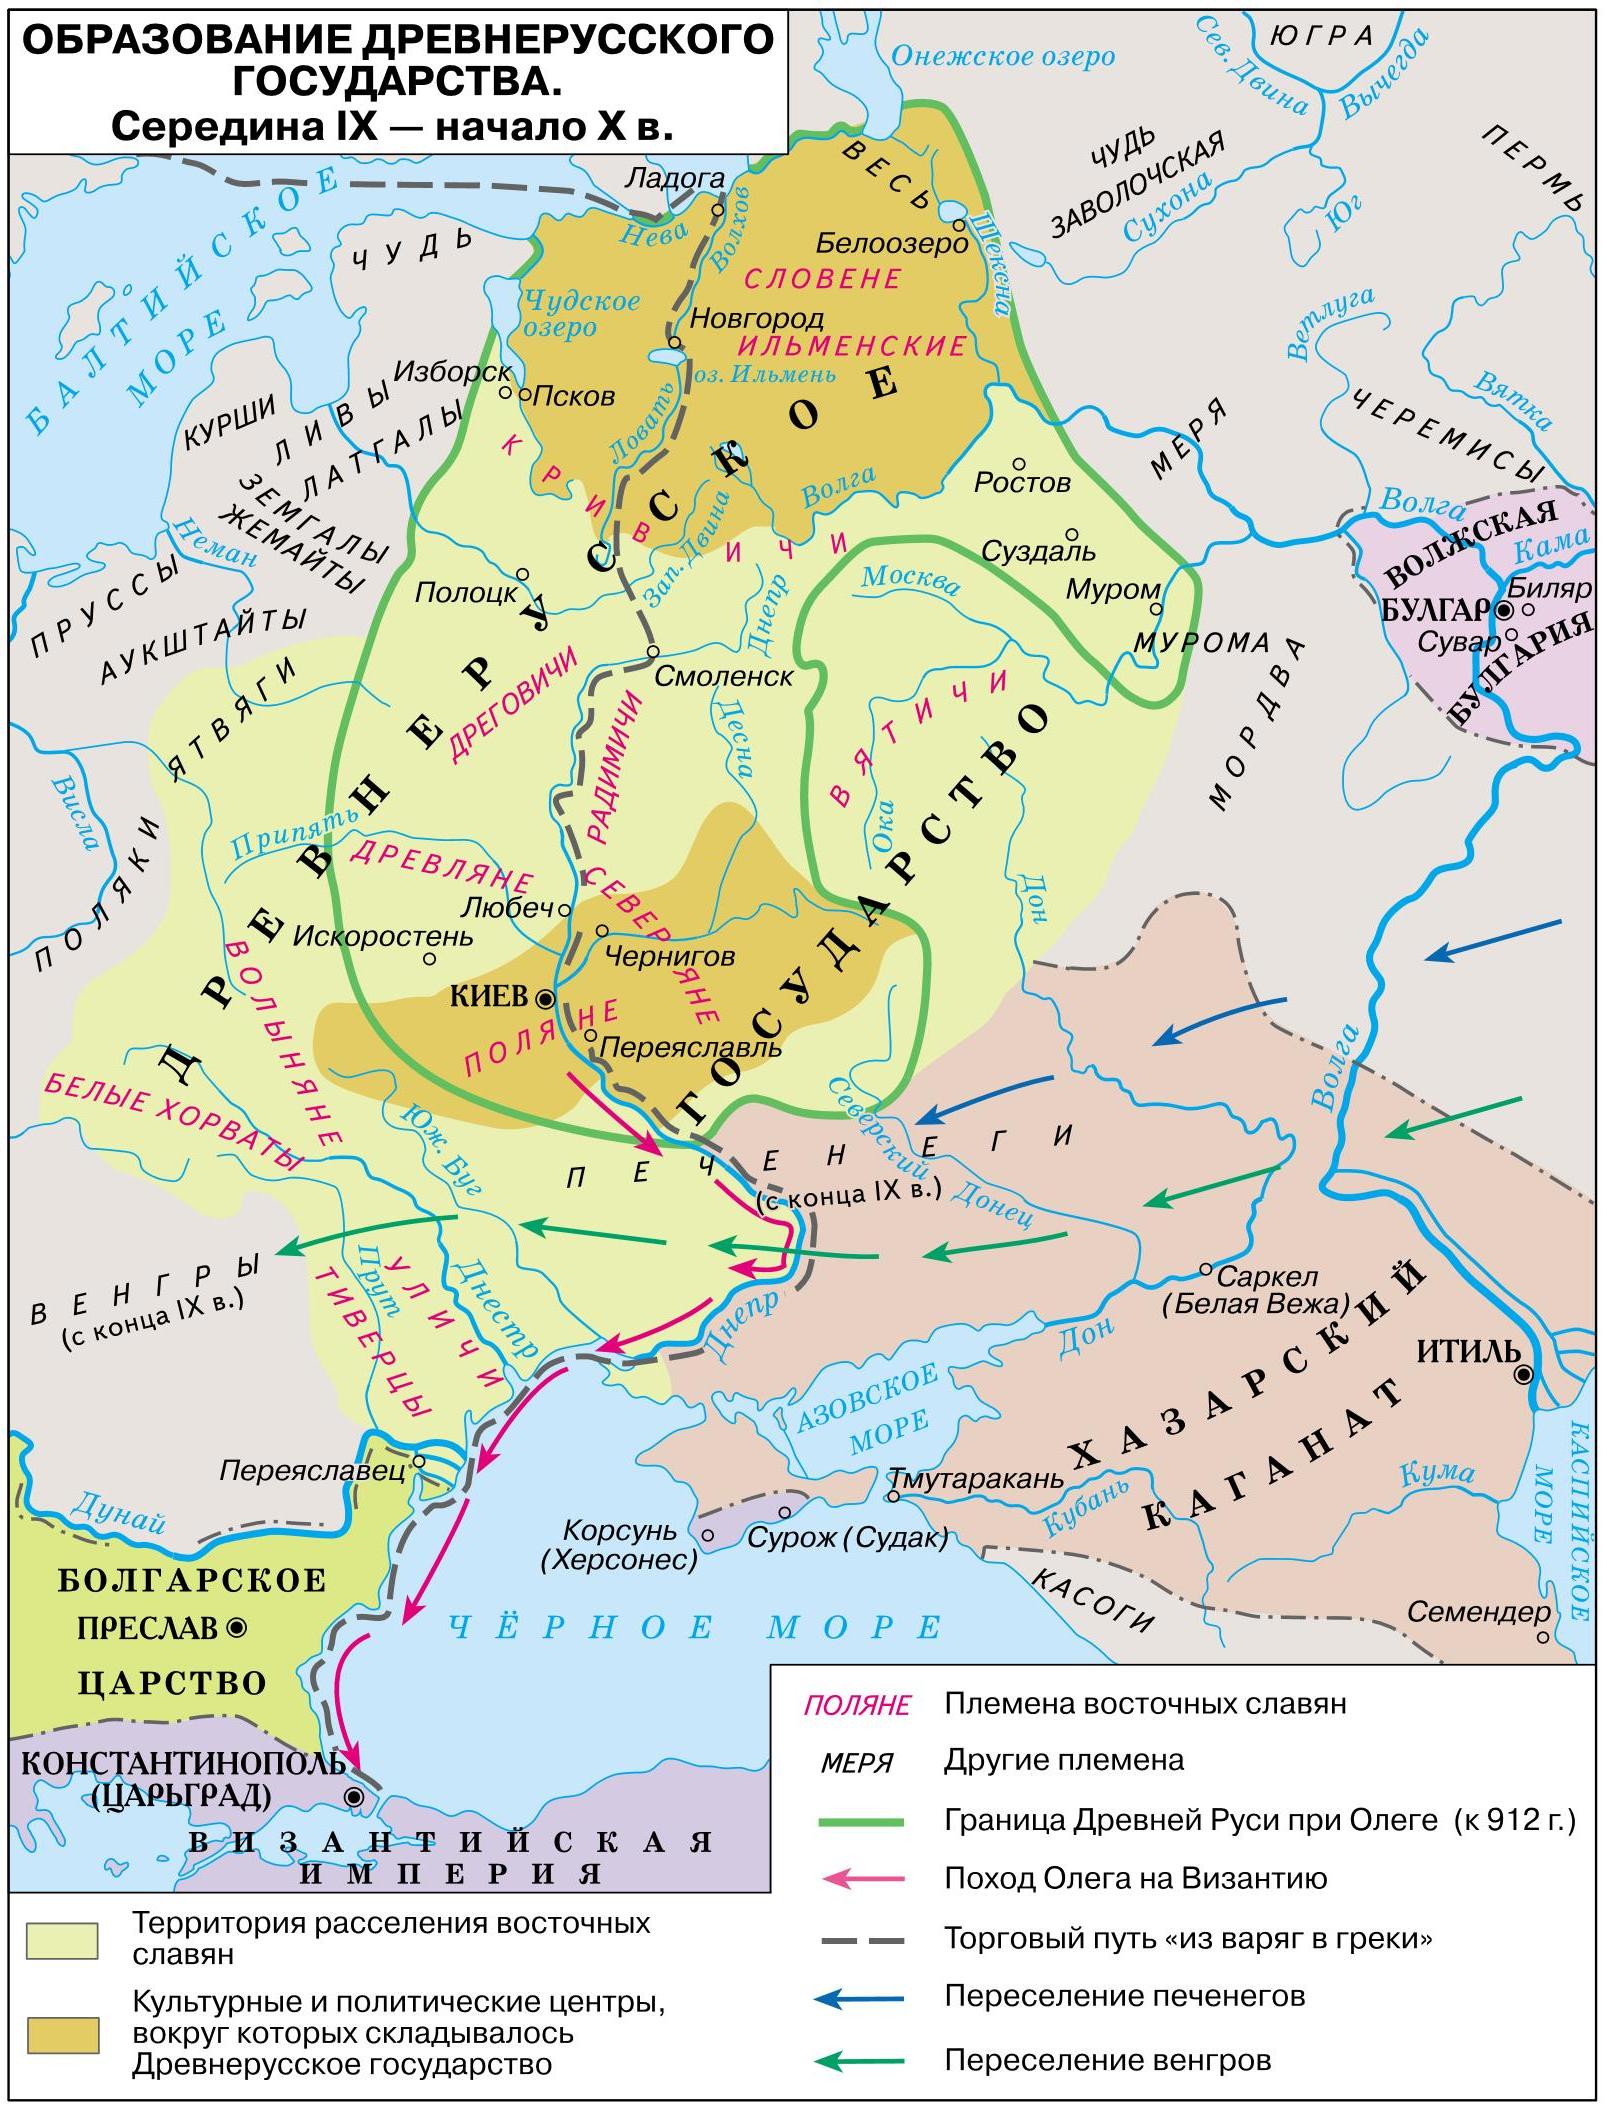 ОБРАЗОВАНИЕ ДРЕВНЕРУССКОГО
ГОСУДАРСТВА.
Середина IX — начало X в.
Онежское озеро
ЮГРА
Сев. Двина
Вычегда
ЧУДЬ
ЗАВОЛОЧСКАЯ
Сухона
Юг
ПЕРМЬ
БАЛТИЙСКОЕ
МОРЕ
ЧУДЬ
Ладога
Нева
Волхов
ВЕСЬ
Белоозеро
Шексна
СЛОВЕНЕ
ИЛЬМЕНСКИЕ
Чудское
озеро
Новгород
оз. Ильмень
Изборск
Псков
Ловать
КРИВИЧИ
КУРШИ
ЛИВЫ
ЛАТГАЛЫ
ЗЕМГАЛЫ
ЖЕМАЙТЫ
Неман
ПРУССЫ
АУКШТАЙТЫ
ЯТВЯГИ
Ветлуга
Вятка
ЧЕРЕМИСЫ
МЕРЯ
Волга
Волга
Кама
ВОЛЖСКАЯ
БУЛГАРИЯ
БУЛГАР
Биляр
Сувар
Ростов
Суздаль
Муром
МУРОМА
МОРДВА
Москва
Зап. Двина
Днепр
Полоцк
Смоленск
ДРЕВНЕРУССКОЕ
ГОСУДАРСТВО
ДРЕГОВИЧИ
РАДИМИЧИ
Десна
ВЯТИЧИ
Ока
Дон
Висла
ПОЛЯКИ
Припять
ДРЕВЛЯНЕ
Любеч
СЕВЕРЯНЕ
Искоростень
Чернигов
КИЕВ
ПОЛЯНЕ
Переяславль
ВОЛЫНЯНЕ
БЕЛЫЕ ХОРВАТЫ
Юж. Буг
Северский
Донец
ПЕЧЕНЕГИ
(с конца IX в.)
Волга
ВЕНГРЫ
(с конца IX в.)
Прут
УЛИЧИ
ТИВЕРЦЫ
Днестр
Днепр
Саркел
(Белая Вежа)
Дон
ХАЗАРСКИЙ
КАГАНАТ
ИТИЛЬ
АЗОВСКОЕ
МОРЕ
Тмутаракань
Кубань
Кума
КАСПИЙСКОЕ
МОРЕ
Корсунь
(Херсонес)
Сурож (Судак)
КАСОГИ
Семендер
Переяславец
Дунай
БОЛГАРСКОЕ
ПРЕСЛАВ
ЦАРСТВО
ЧЁРНОЕ МОРЕ
КОНСТАНТИНОПОЛЬ
(ЦАРЬГРАД)
ВИЗАНТИЙСКАЯ
ИМПЕРИЯ
ПОЛЯНЕ Племена восточных славян
МЕРЯ Другие племена
Граница Древней Руси при Олеге (к 912 г.)
Поход Олега на Византию
Торговый путь «из варяг в греки»
Переселение печенегов
Переселение венгров
Территория расселения восточных
славян
Культурные и политические центры,
вокруг которых складывалось
Древнерусское государство